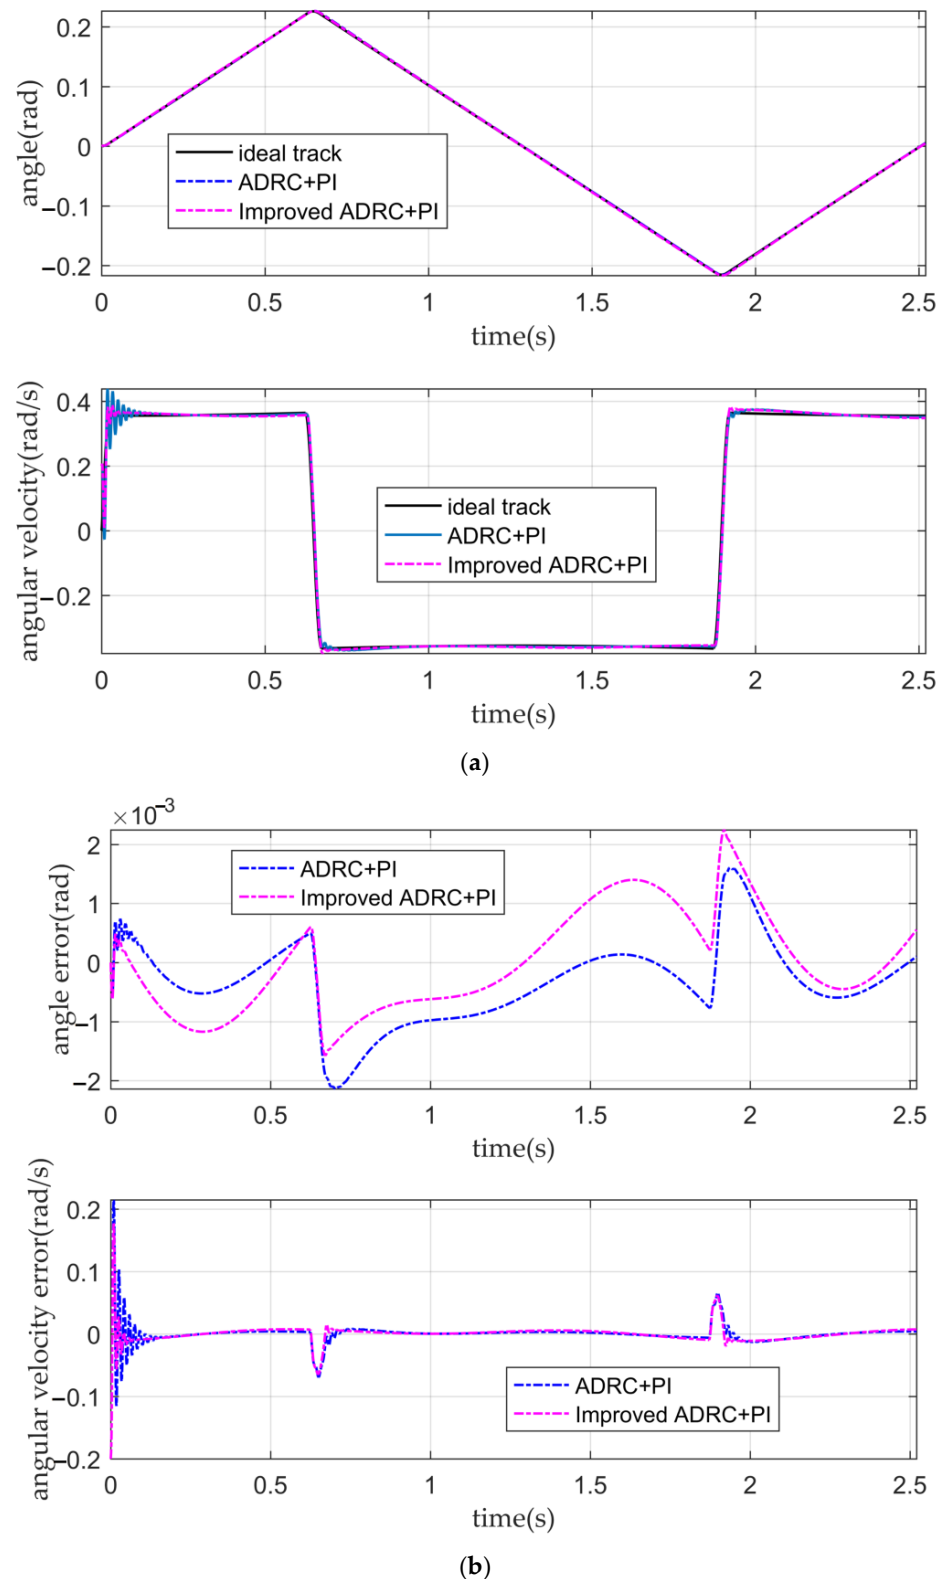 0.2
0.1
0
−0.1
−0.2
angle(rad)
ideal track
ADRC+PI
Improved ADRC+PI
0 0.5 1 1.5 2 2.5
time(s)
0.4
0.2
0
−0.2
angular velocity(rad/s)
ideal track
ADRC+PI
Improved ADRC+PI
0 0.5 1 1.5 2 2.5
time(s)
(a)
×10⁻³
2
1
0
−1
−2
angle error(rad)
ADRC+PI
Improved ADRC+PI
0 0.5 1 1.5 2 2.5
time(s)
0.2
0.1
0
−0.1
−0.2
angular velocity error(rad/s)
ADRC+PI
Improved ADRC+PI
0 0.5 1 1.5 2 2.5
time(s)
(b)